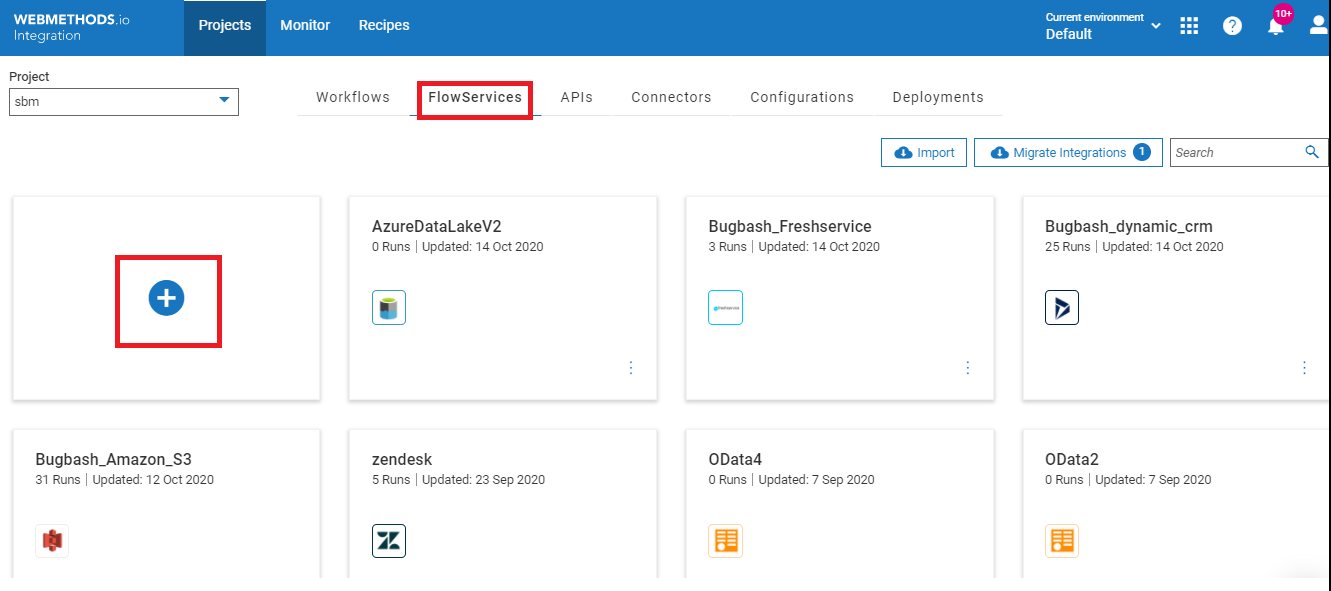 WEBMETHODS.io
Integration
Projects
Monitor
Recipes
Current environment
Default
10+
Project
sbm
Workflows
FlowServices
APIs
Connectors
Configurations
Deployments
Import
Migrate Integrations 1
Search
AzureDataLakeV2
0 Runs | Updated: 14 Oct 2020
Bugbash_Freshservice
3 Runs | Updated: 14 Oct 2020
freshservice
Bugbash_dynamic_crm
25 Runs | Updated: 14 Oct 2020
Bugbash_Amazon_S3
31 Runs | Updated: 12 Oct 2020
zendesk
5 Runs | Updated: 23 Sep 2020
OData4
0 Runs | Updated: 7 Sep 2020
OData2
0 Runs | Updated: 7 Sep 2020